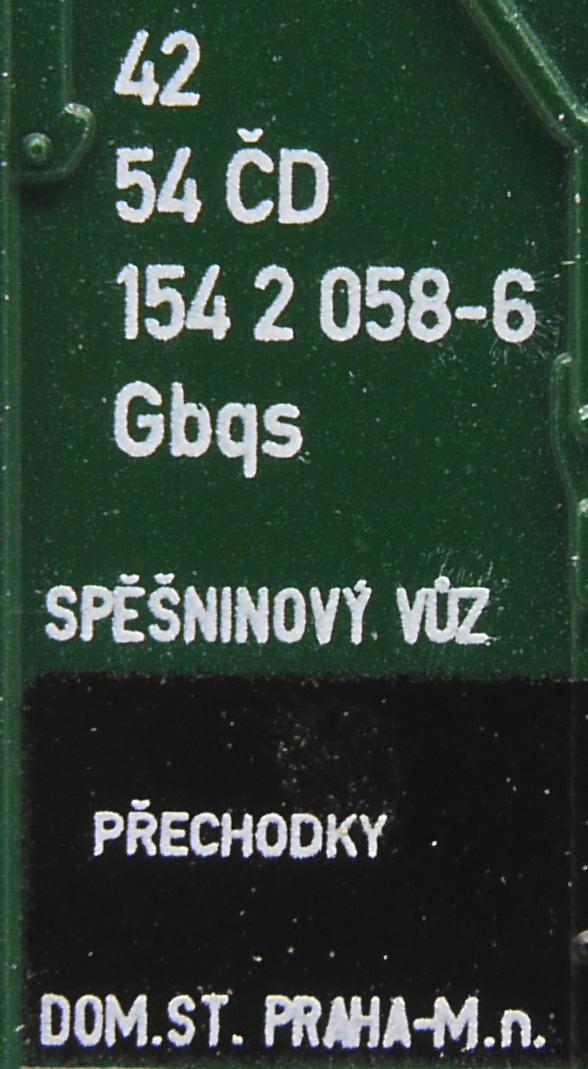 42
54 ČD
154 2 058-6
Gbqs
SPĚŠNINOVÝ VŮZ
PŘECHODKY
DOM.ST. PRAHA-M.n.